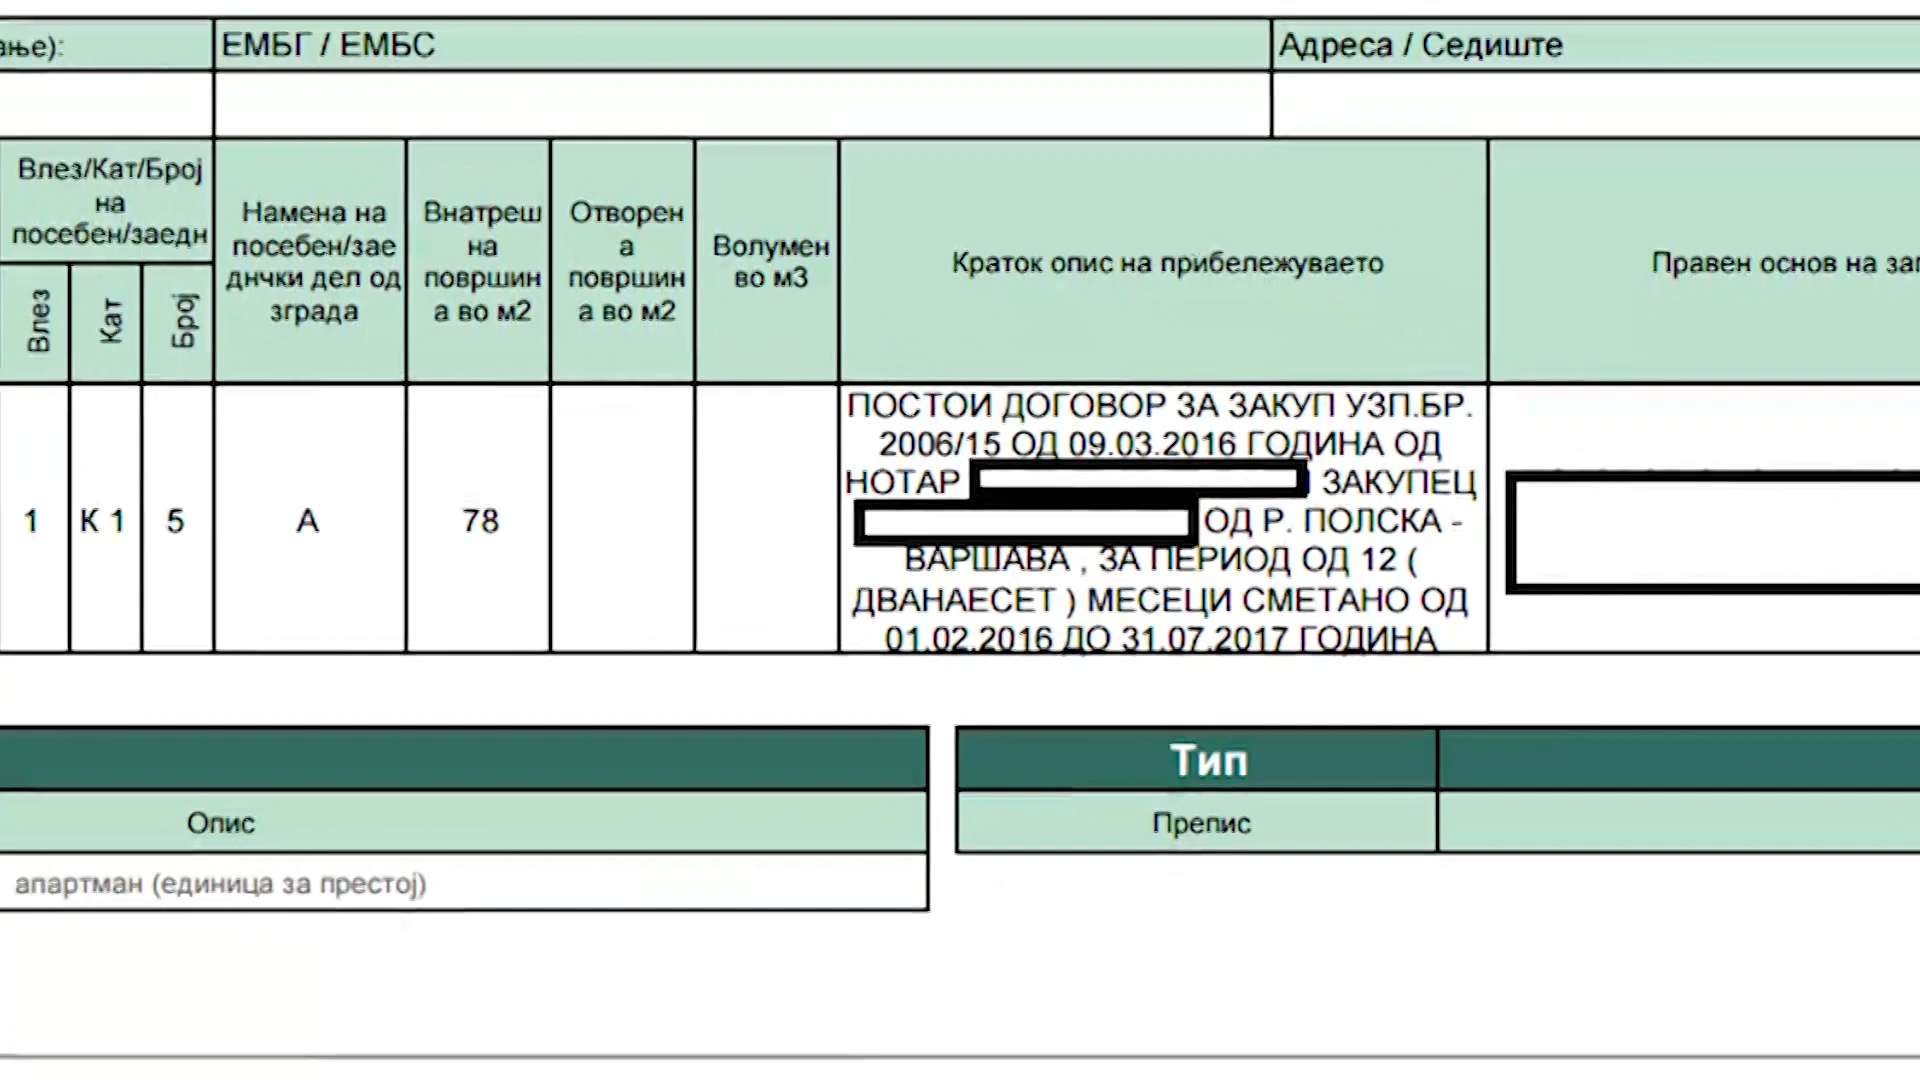 ање):
ЕМБГ / ЕМБС
Адреса / Седиште
Влез/Кат/Број
на
посебен/заедн
Влез
Кат
Број
Намена на
посебен/зае
днчки дел од
зграда
Внатреш
на
површин
а во м2
Отворен
а
површин
а во м2
Волумен
во м3
Краток опис на прибележуваето
Правен основ на зап
1
К 1
5
А
78
ПОСТОИ ДОГОВОР ЗА ЗАКУП УЗП.БР.
2006/15 ОД 09.03.2016 ГОДИНА ОД
НОТАР ЗАКУПЕЦ
ОД Р. ПОЛСКА -
ВАРШАВА , ЗА ПЕРИОД ОД 12 (
ДВАНАЕСЕТ ) МЕСЕЦИ СМЕТАНО ОД
01.02.2016 ДО 31.07.2017 ГОДИНА
Тип
Опис
Препис
апартман (единица за престој)